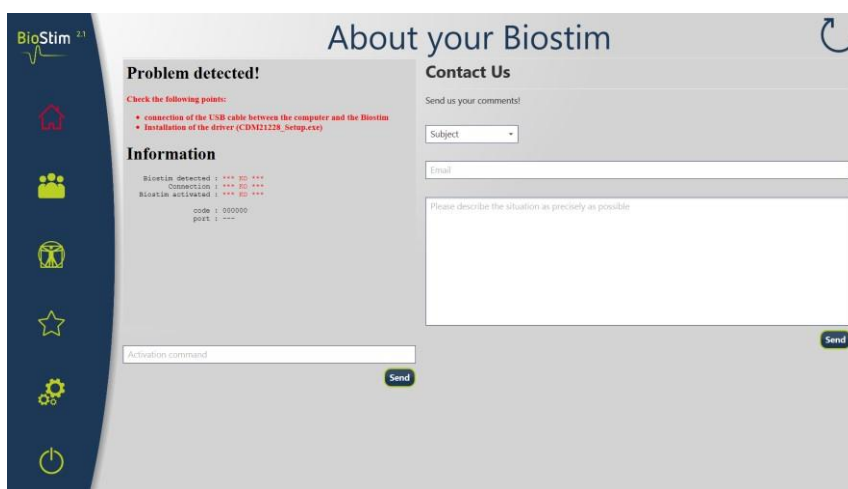 BioStim 2.1
About your Biostim
Problem detected!
Check the following points:
connection of the USB cable between the computer and the Biostim
Installation of the driver (CDM21228_Setup.exe)
Information
Biostim detected : *** KO ***
Connection : *** KO ***
Biostim activated : *** KO ***
code : 000000
port : ---
Activation command
Send
Contact Us
Send us your comments!
Subject
Email
Please describe the situation as precisely as possible
Send